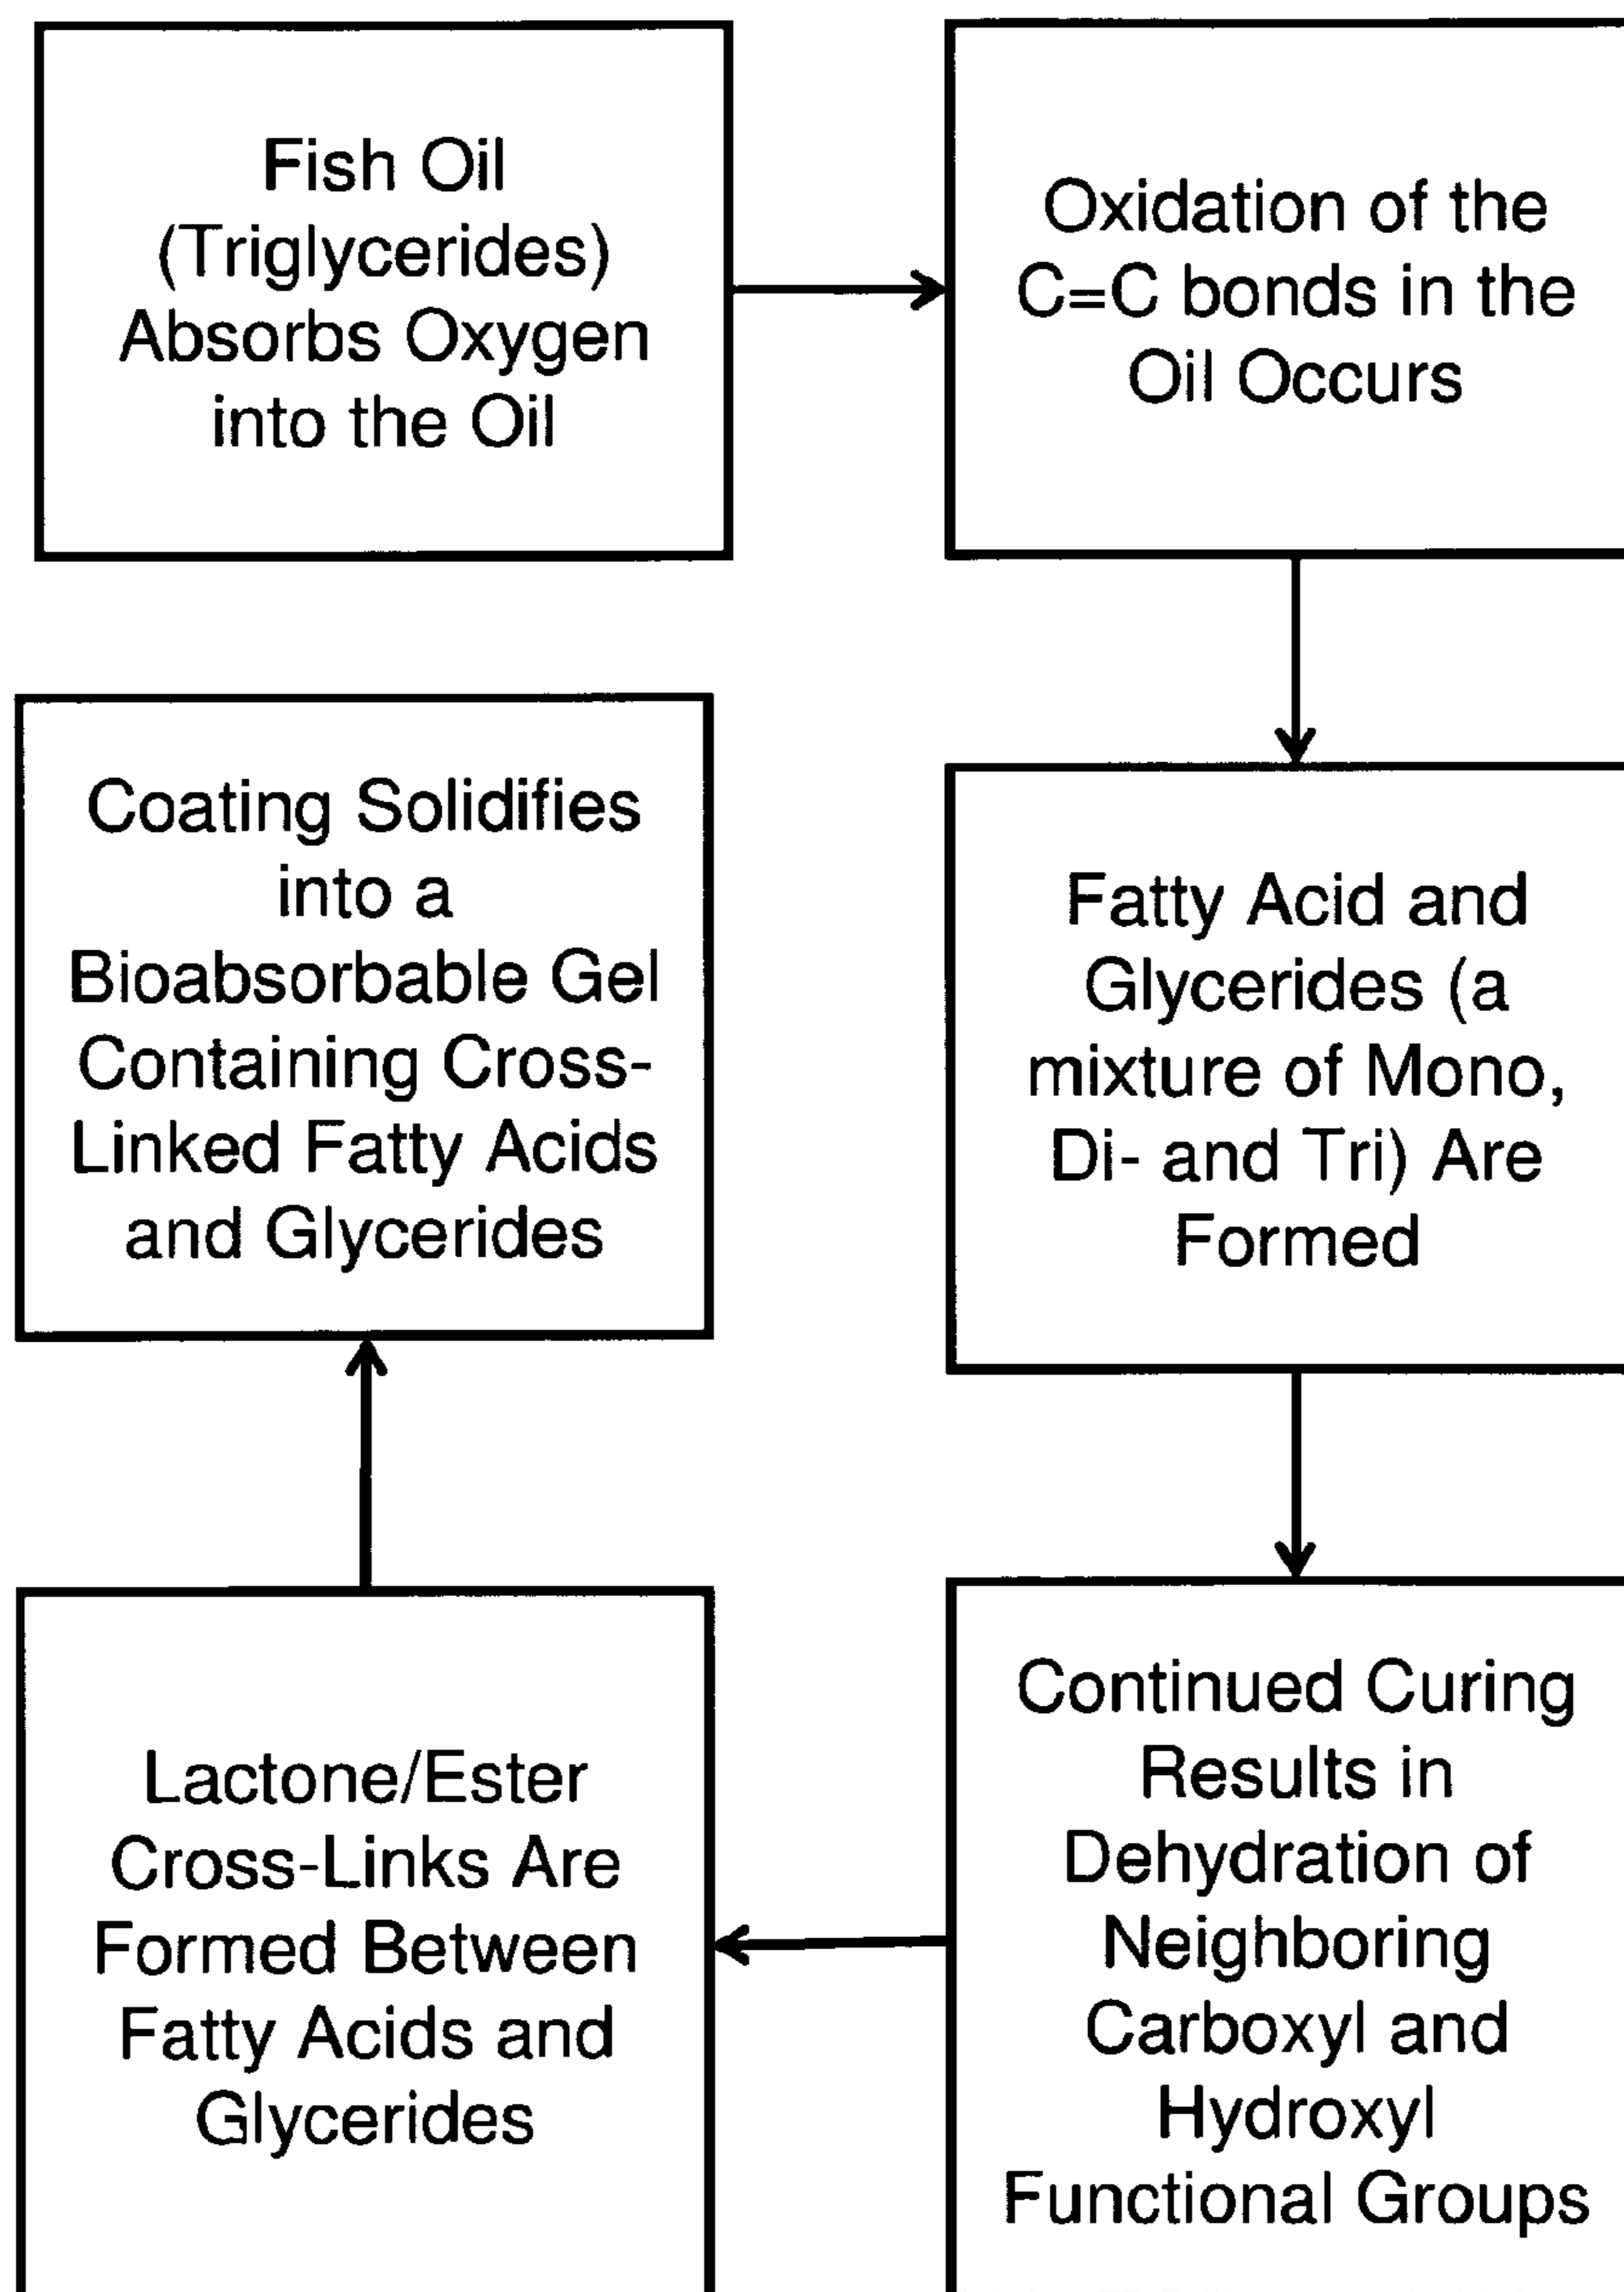 Fish Oil
(Triglycerides)
Absorbs Oxygen
into the Oil
Oxidation of the
C=C bonds in the
Oil Occurs
Fatty Acid and
Glycerides (a
mixture of Mono,
Di- and Tri) Are
Formed
Continued Curing
Results in
Dehydration of
Neighboring
Carboxyl and
Hydroxyl
Functional Groups
Lactone/Ester
Cross-Links Are
Formed Between
Fatty Acids and
Glycerides
Coating Solidifies
into a
Bioabsorbable Gel
Containing Cross-
Linked Fatty Acids
and Glycerides